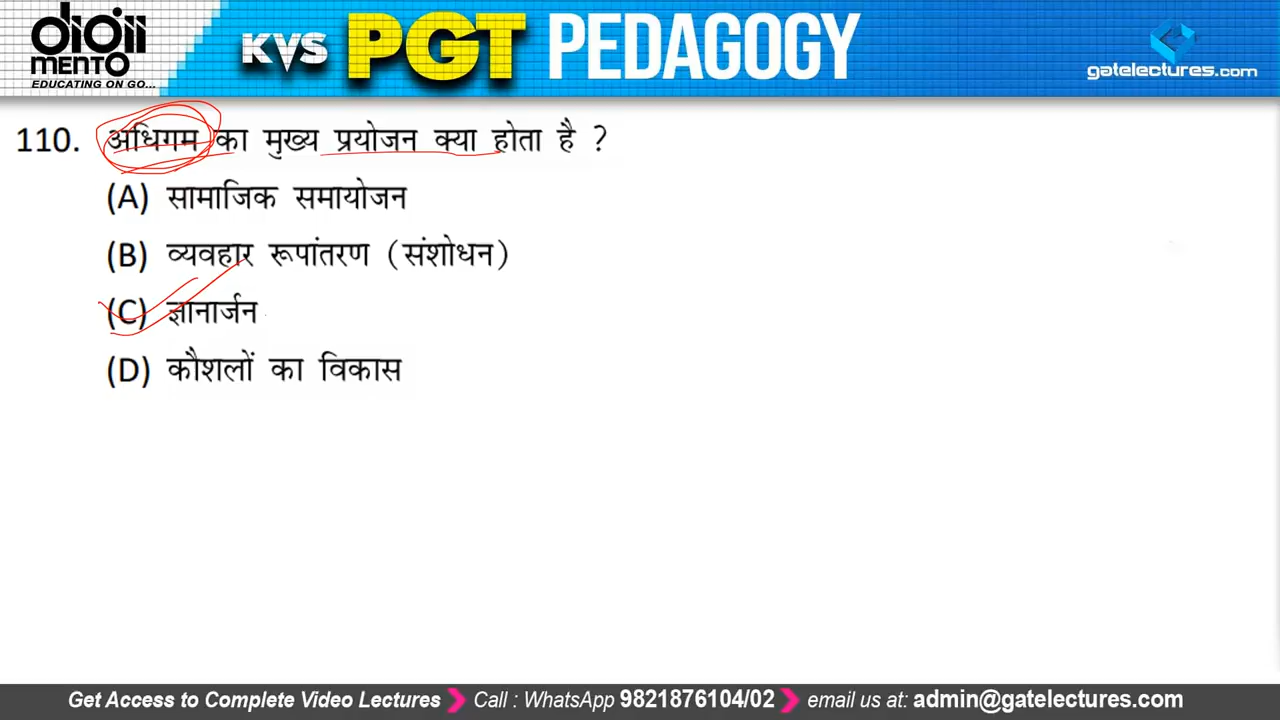 digii
MENTO
EDUCATING ON GO...
KVS PGT PEDAGOGY
gatelectures.com
110. अधिगम का मुख्य प्रयोजन क्या होता है ?
(A) सामाजिक समायोजन
(B) व्यवहार रूपांतरण (संशोधन)
(C) ज्ञानार्जन
(D) कौशलों का विकास
Get Access to Complete Video Lectures Call : WhatsApp 9821876104/02 email us at: admin@gatelectures.com